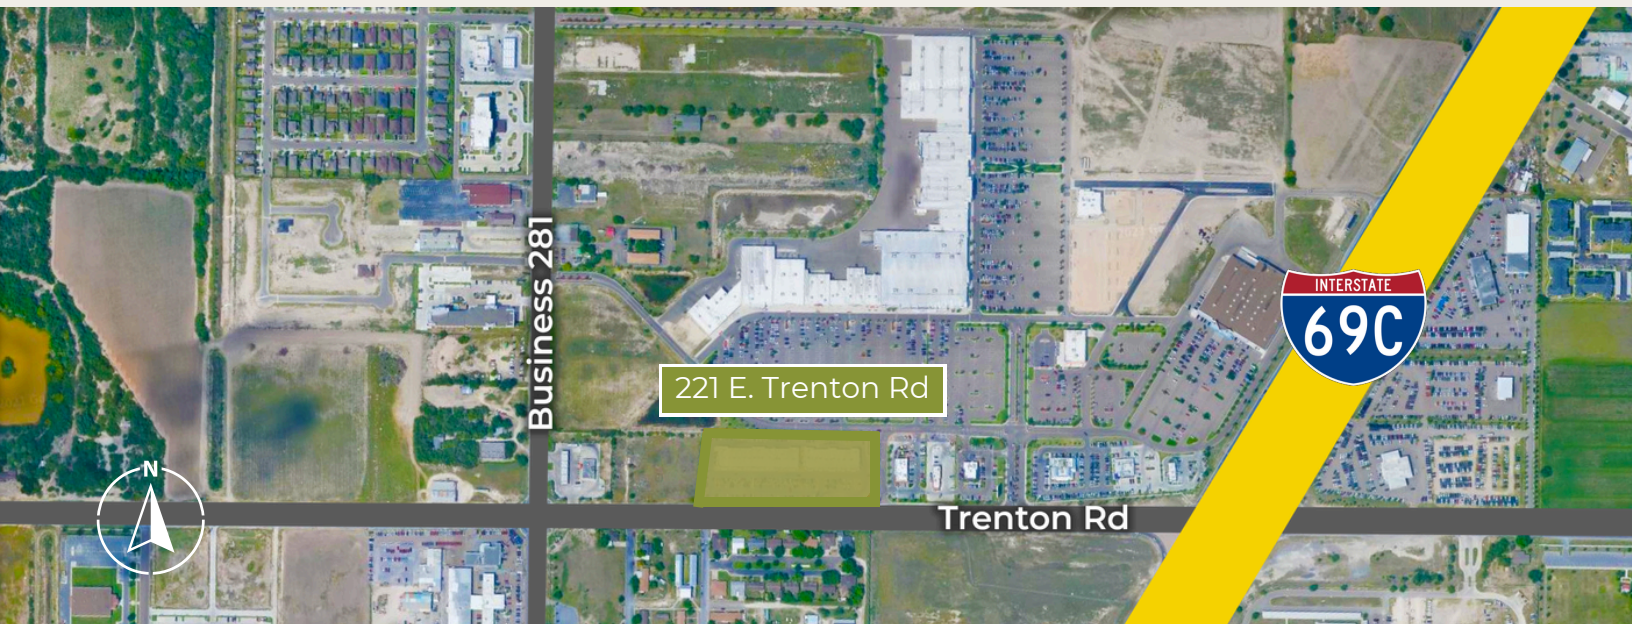 Business 281
INTERSTATE
69C
221 E. Trenton Rd
N
Trenton Rd